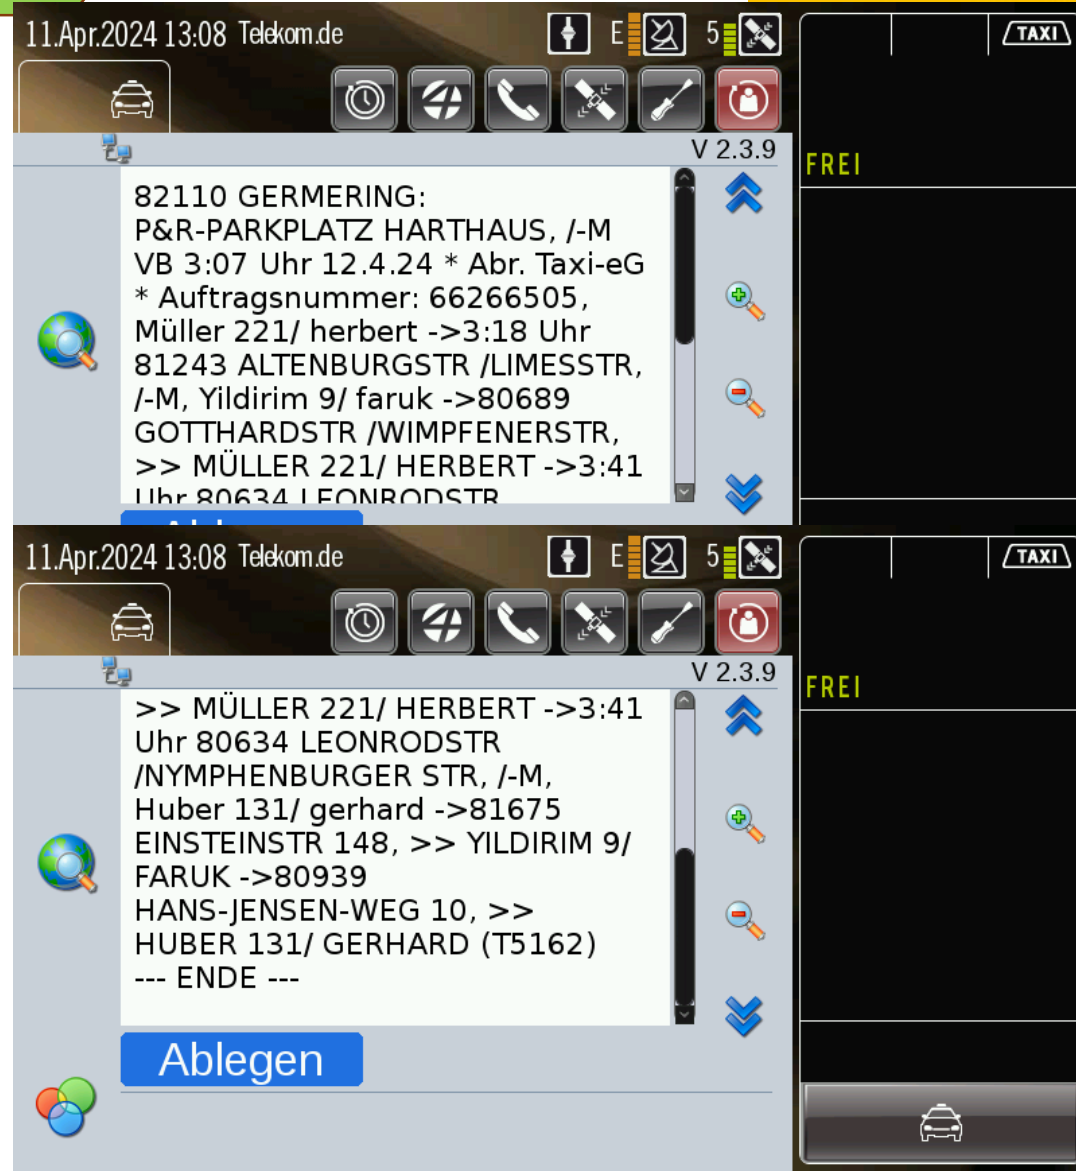 11.Apr.2024 13:08 Telekom.de
E
5
TAXI
V 2.3.9
FREI
82110 GERMERING:
P&R-PARKPLATZ HARTHAUS, /-M
VB 3:07 Uhr 12.4.24 * Abr. Taxi-eG
* Auftragsnummer: 66266505,
Müller 221/ herbert ->3:18 Uhr
81243 ALTENBURGSTR /LIMESSTR,
/-M, Yildirim 9/ faruk ->80689
GOTTHARDSTR /WIMPFENERSTR,
>> MÜLLER 221/ HERBERT ->3:41
Uhr 80634 LEONRODSTR
11.Apr.2024 13:08 Telekom.de
E
5
TAXI
V 2.3.9
FREI
>> MÜLLER 221/ HERBERT ->3:41
Uhr 80634 LEONRODSTR
/NYMPHENBURGER STR, /-M,
Huber 131/ gerhard ->81675
EINSTEINSTR 148, >> YILDIRIM 9/
FARUK ->80939
HANS-JENSEN-WEG 10, >>
HUBER 131/ GERHARD (T5162)
--- ENDE ---
Ablegen